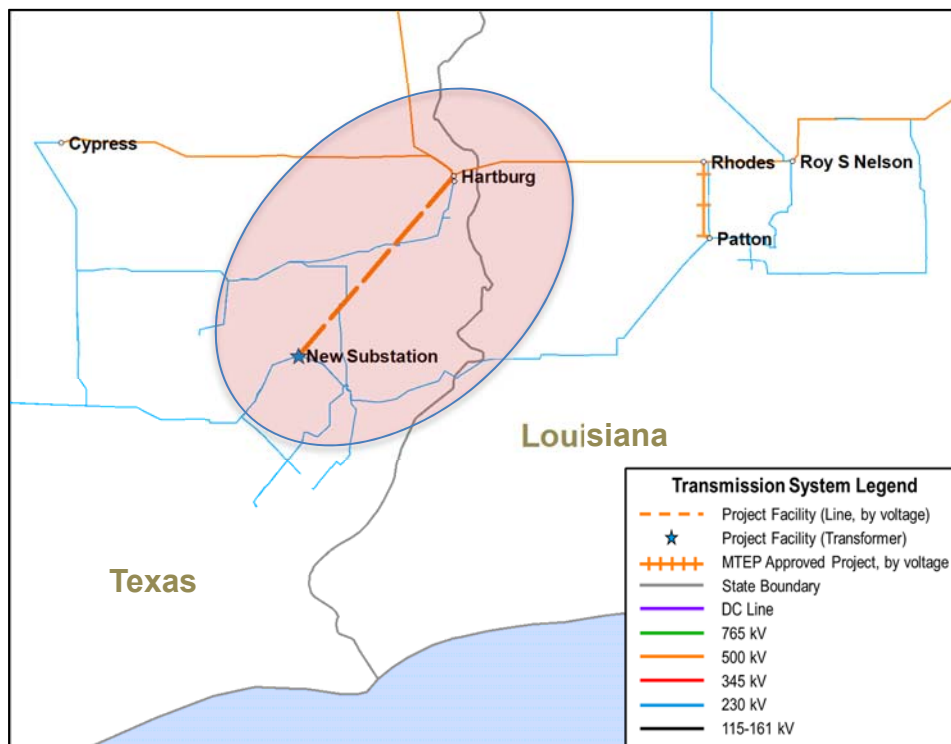 Cypress
Hartburg
Rhodes
Roy S Nelson
Patton
New Substation
Louisiana
Texas
Transmission System Legend
Project Facility (Line, by voltage)
Project Facility (Transformer)
MTEP Approved Project, by voltage
State Boundary
DC Line
765 kV
500 kV
345 kV
230 kV
115-161 kV